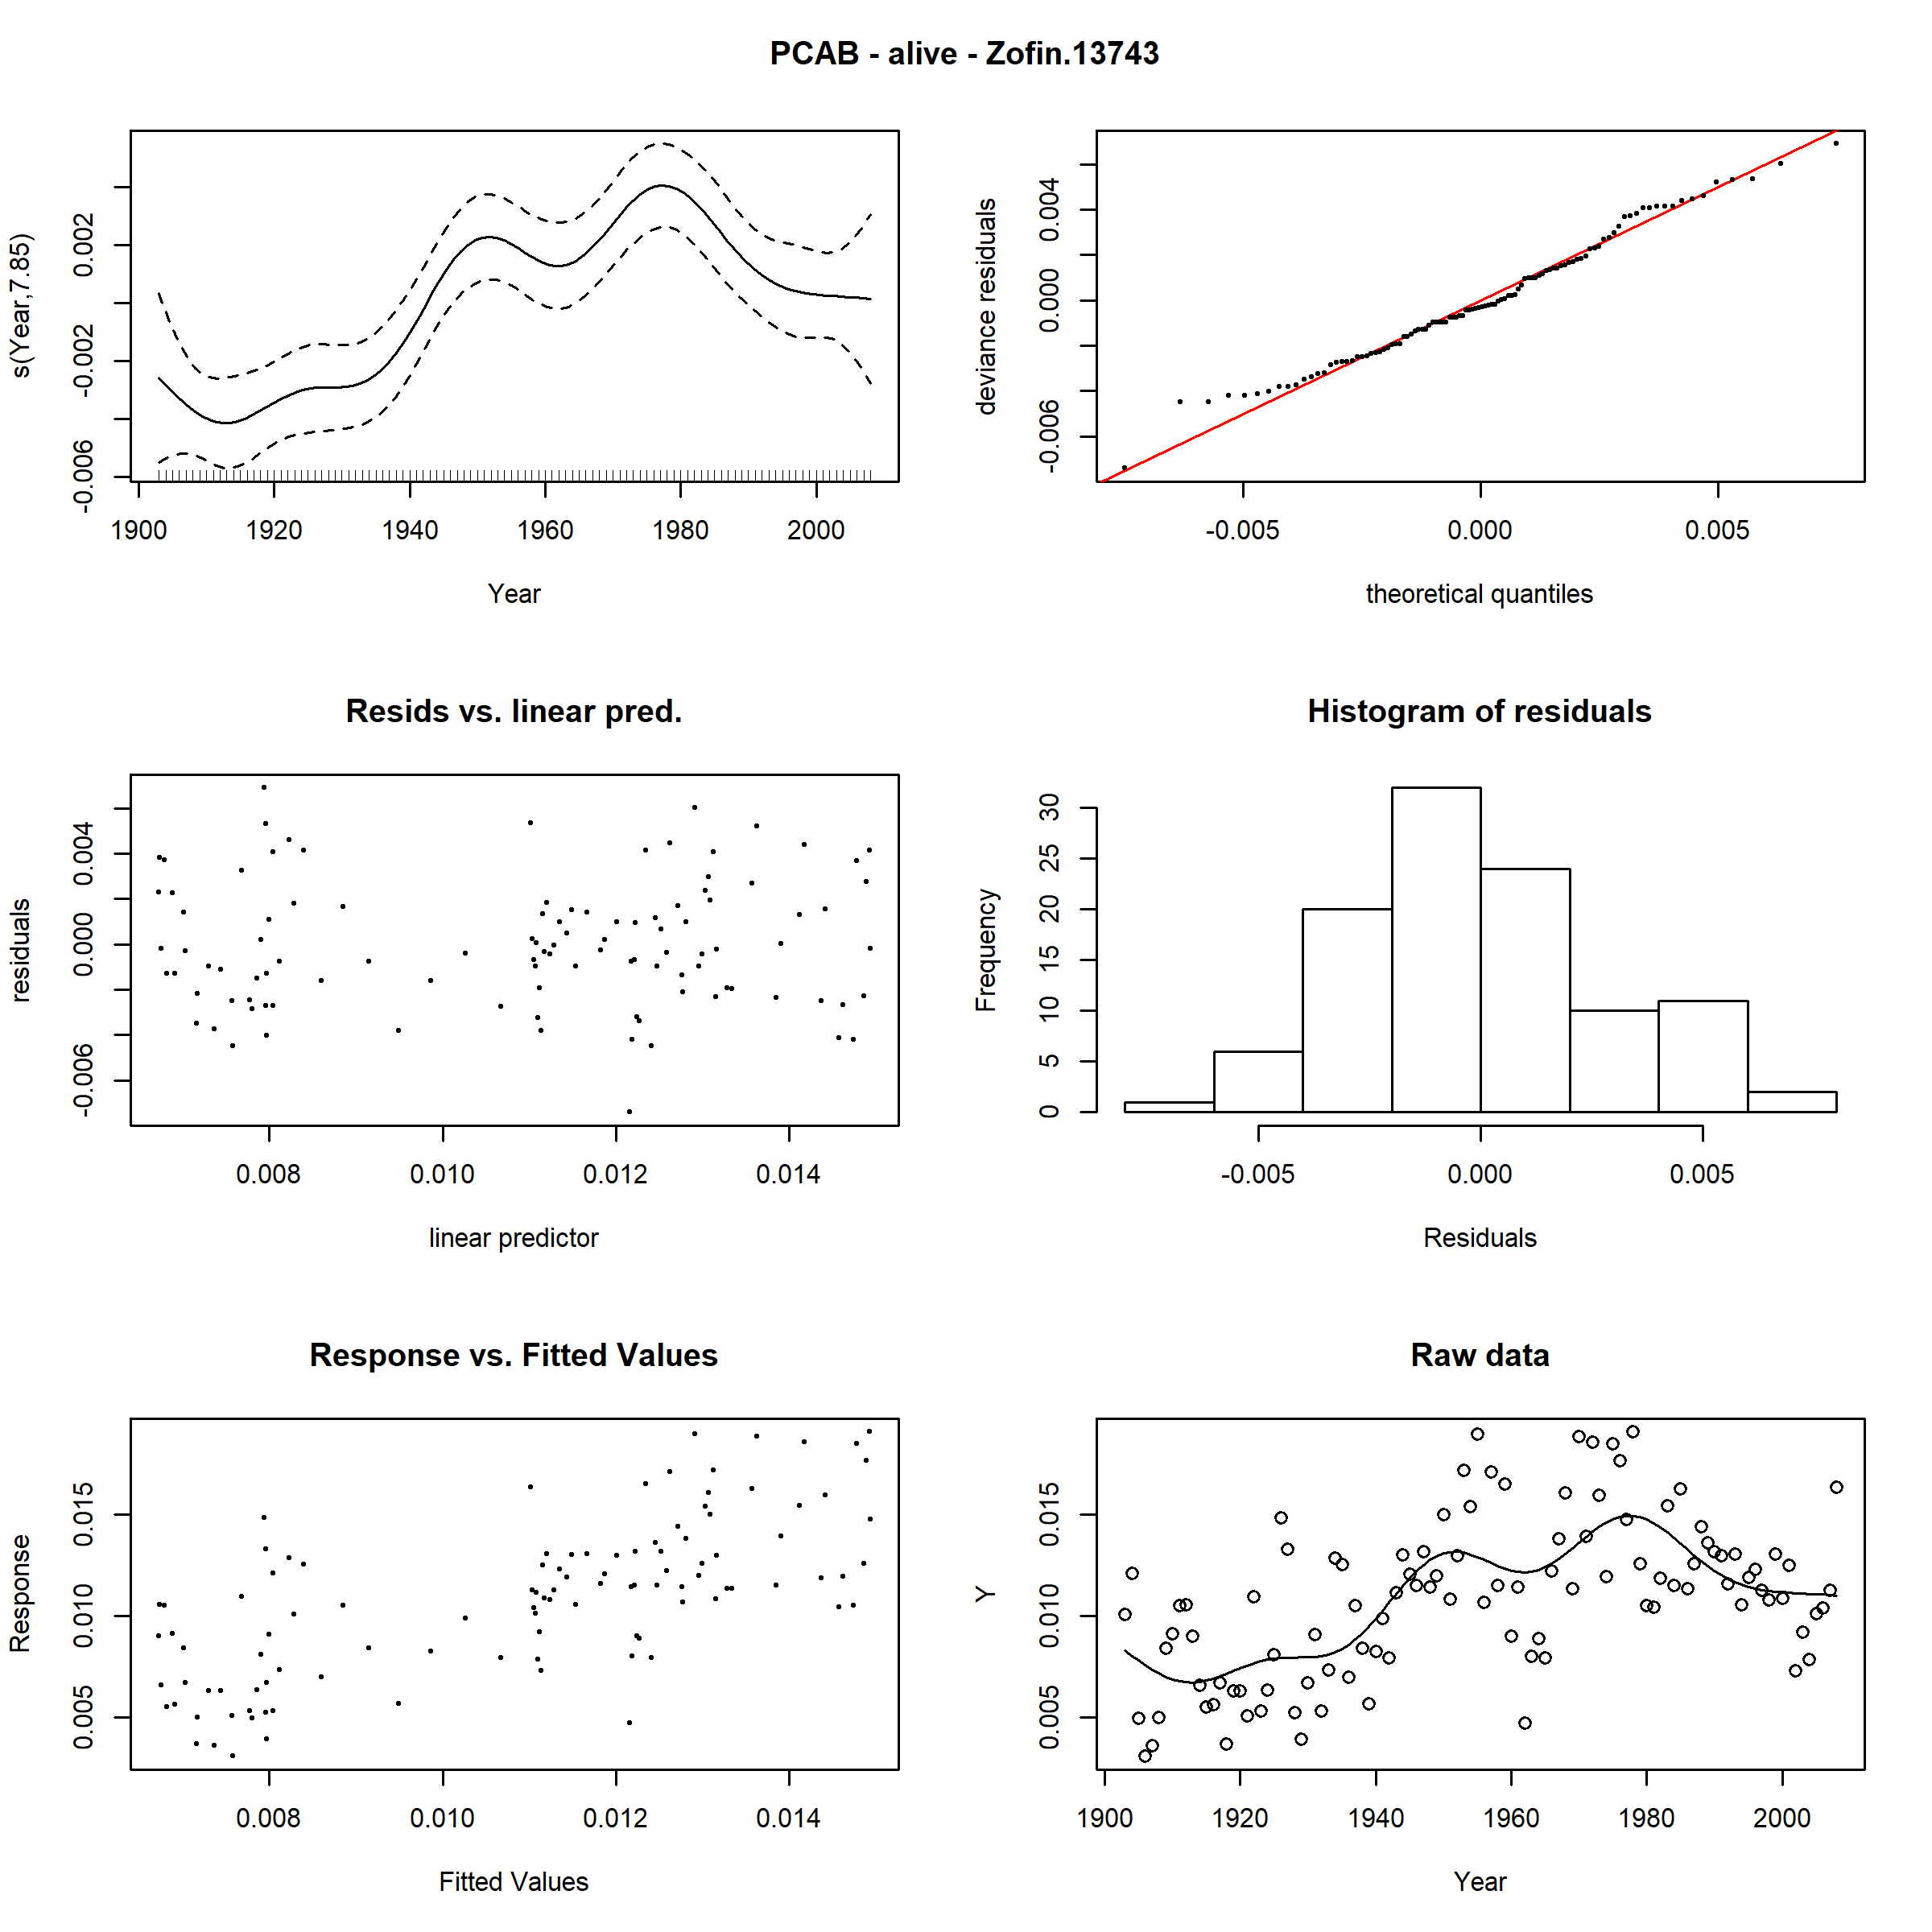 PCAB - alive - Zofin.13743
s(Year,7.85)
-0.006 -0.002 0.002
1900 1920 1940 1960 1980 2000
Year
deviance residuals
-0.006 0.000 0.004
-0.005 0.000 0.005
theoretical quantiles
Resids vs. linear pred.
residuals
-0.006 0.000 0.004
0.008 0.010 0.012 0.014
linear predictor
Histogram of residuals
Frequency
0 5 10 15 20 25 30
-0.005 0.000 0.005
Residuals
Response vs. Fitted Values
Response
0.005 0.010 0.015
0.008 0.010 0.012 0.014
Fitted Values
Raw data
Y
0.005 0.010 0.015
1900 1920 1940 1960 1980 2000
Year